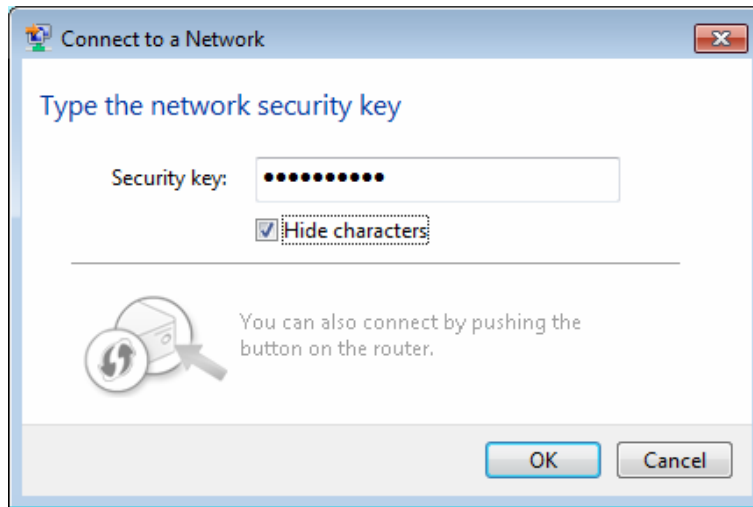 Connect to a Network
Type the network security key
Security key: ••••••••••
Hide characters
You can also connect by pushing the
button on the router.
OK Cancel